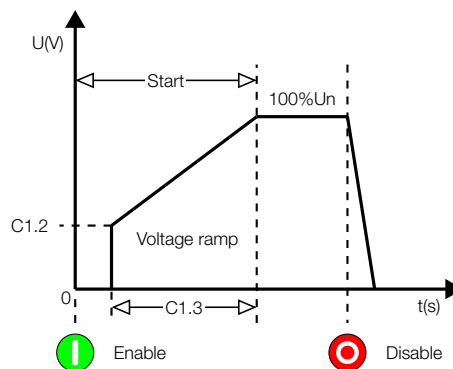 U(V)
Start
100%Un
C1.2
Voltage ramp
0
C1.3
t(s)
Enable
Disable